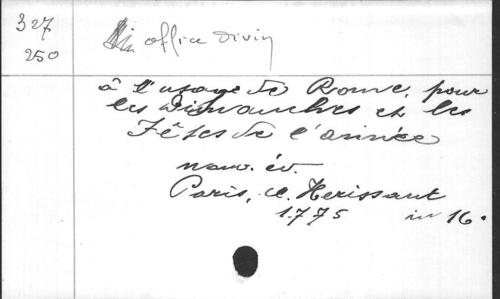 327
250
office divin
à l'usage de Rome, pour
les Dimanches et les
Fêtes de l'année
nouv. éd.
Paris, Cl. Herissant
1775 in 16.